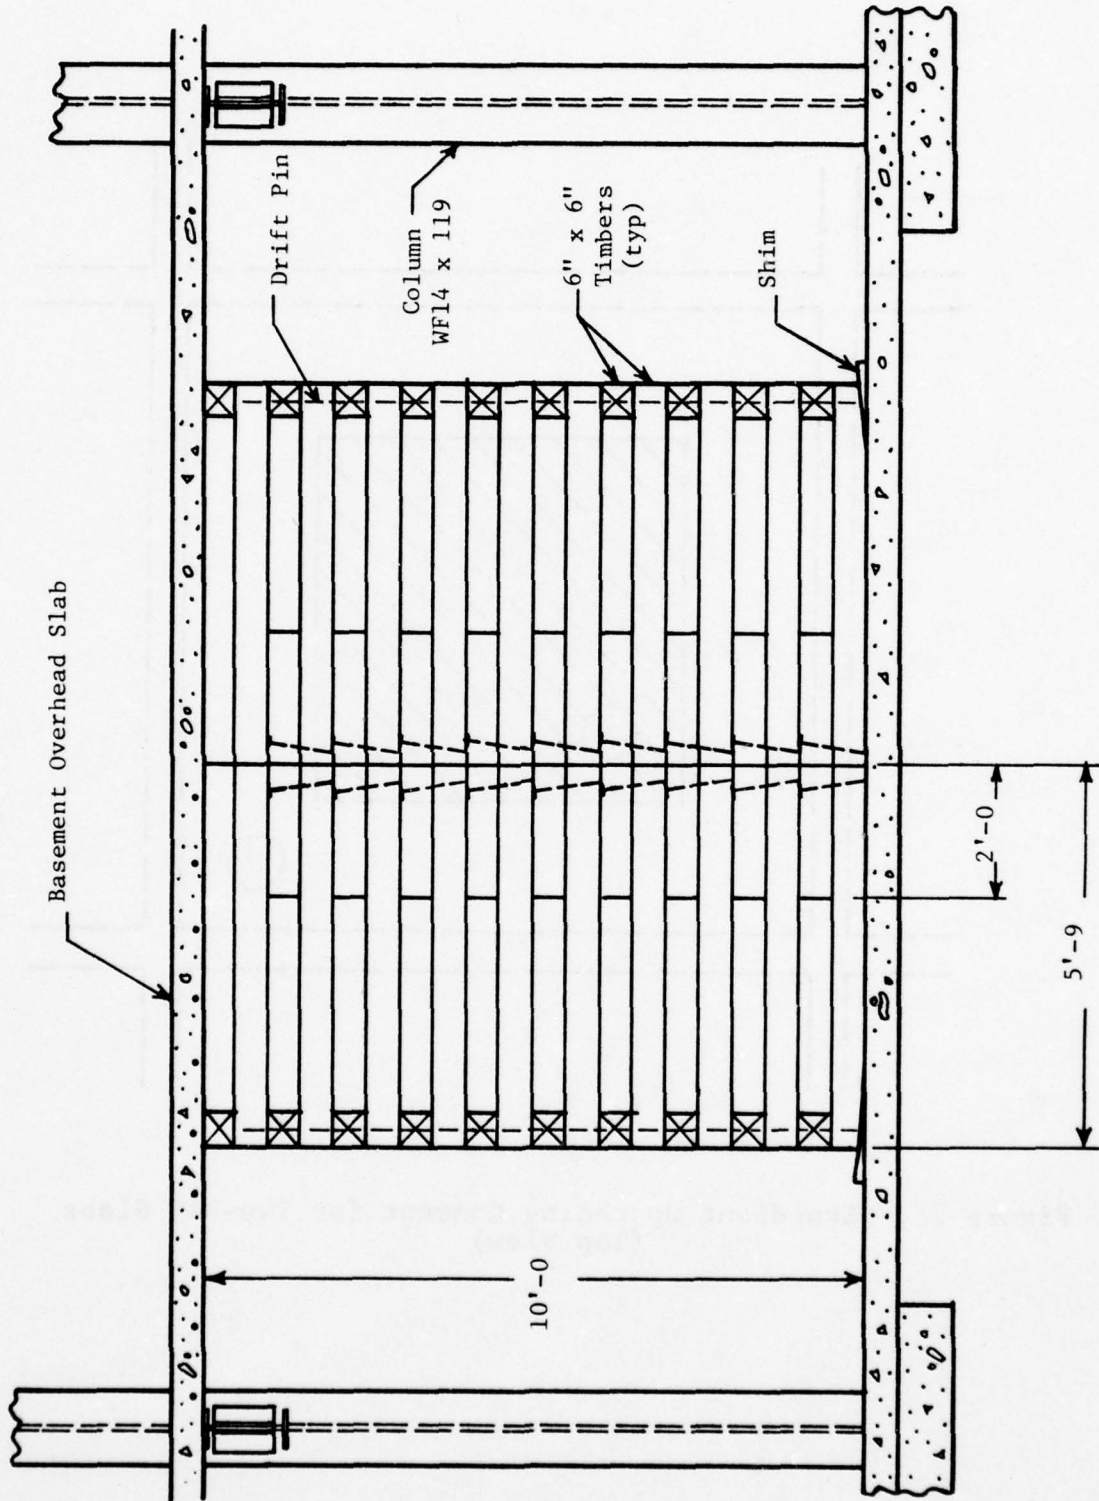 Basement Overhead Slab
Drift Pin
Column
WF14 x 119
6" x 6"
Timbers
(typ)
Shim
10'-0
2'-0
5'-9